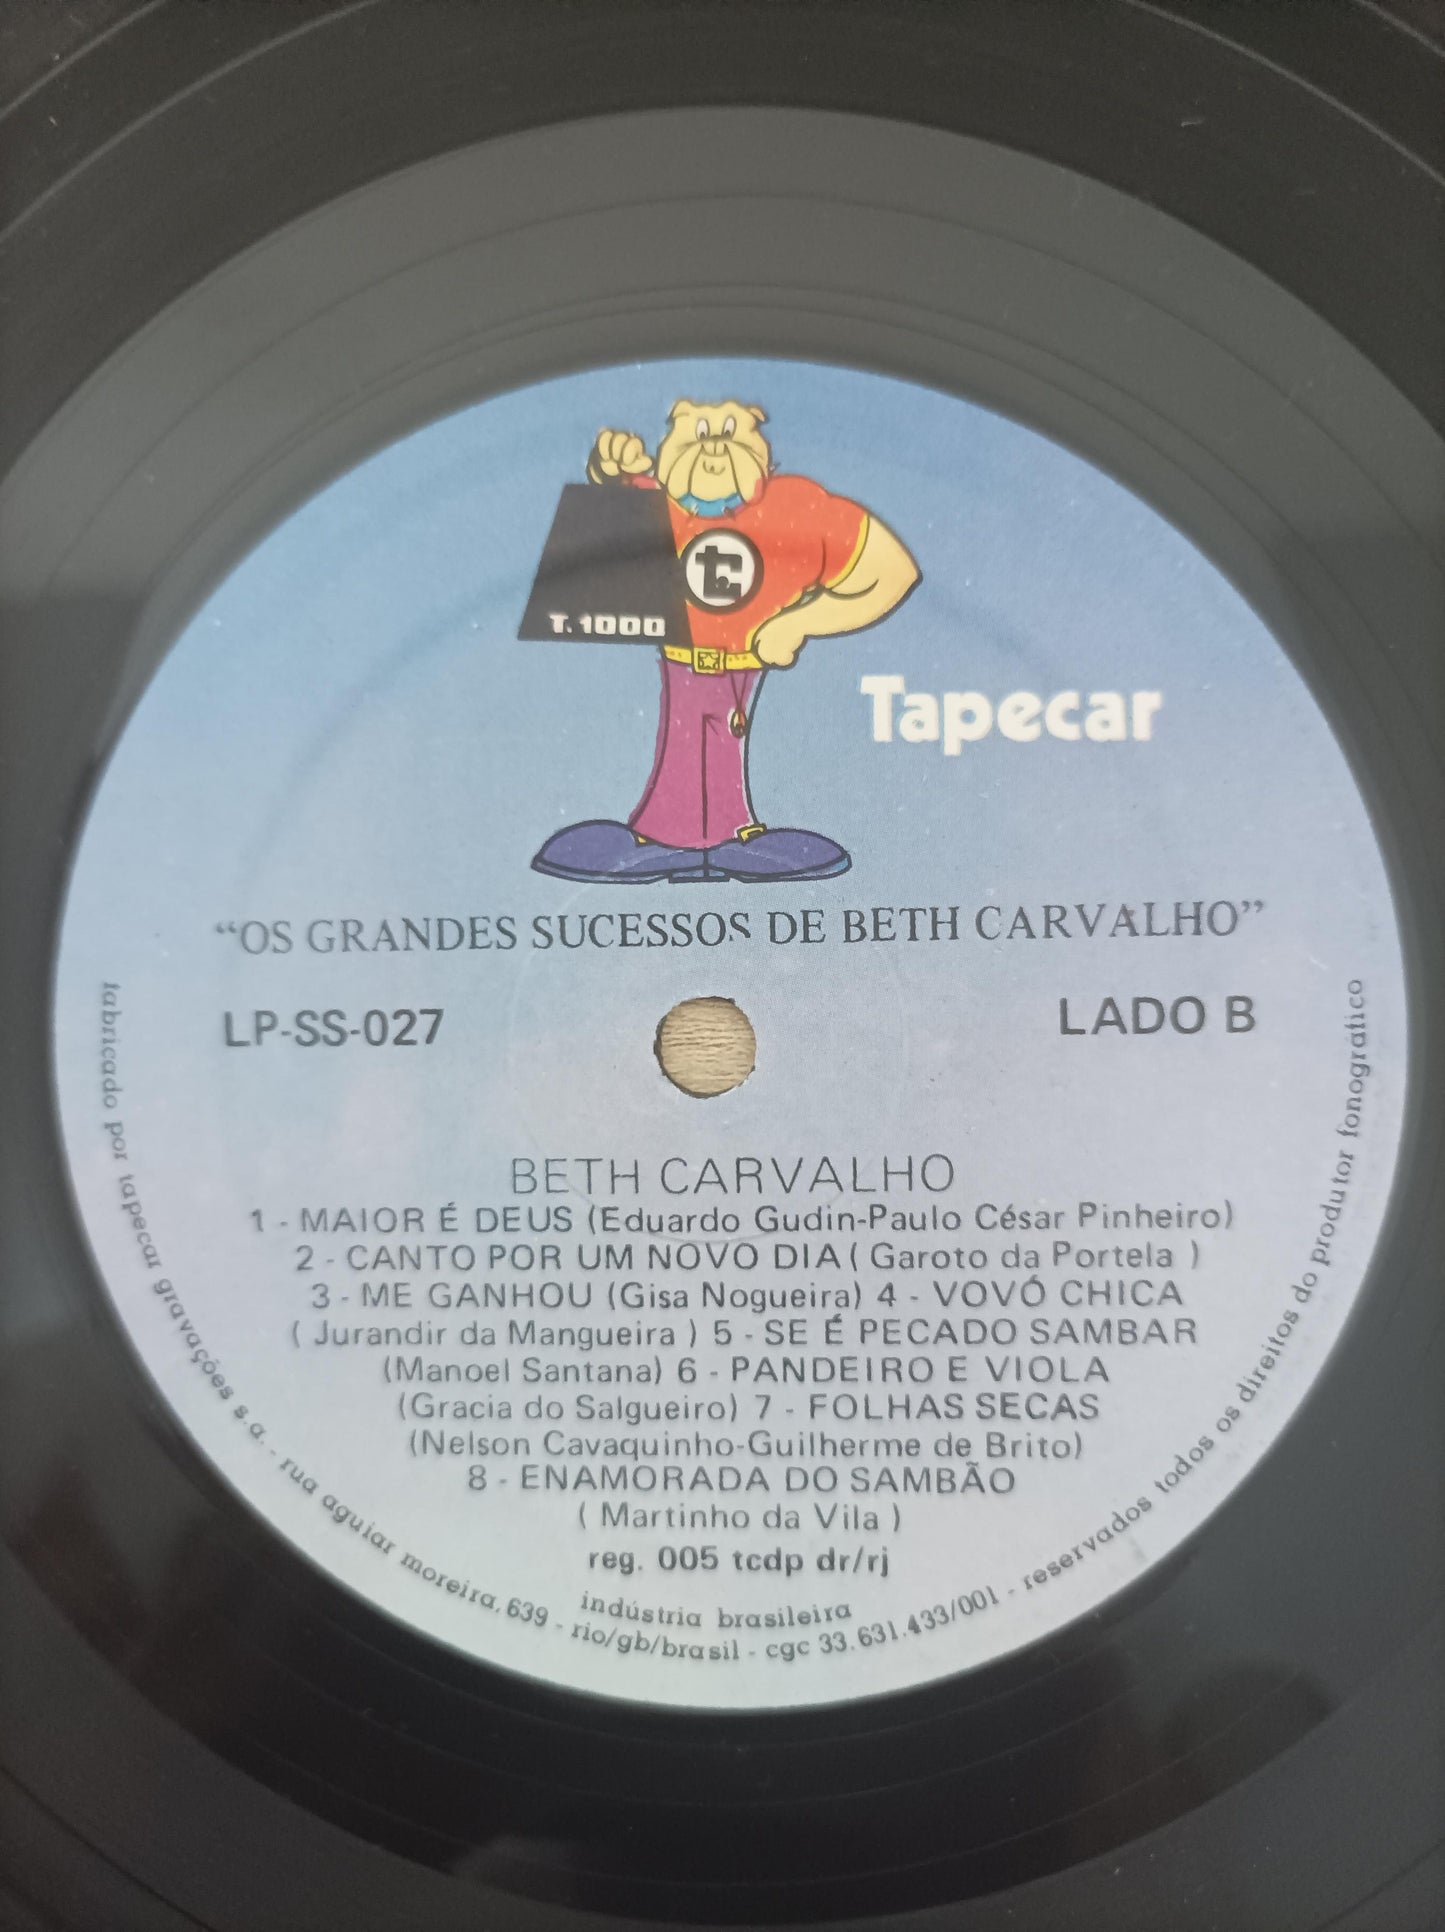 T.1000
tc
Tapecar
“OS GRANDES SUCESSOS DE BETH CARVALHO”
LP-SS-027
LADO B
BETH CARVALHO
1 - MAIOR É DEUS (Eduardo Gudin-Paulo César Pinheiro)
2 - CANTO POR UM NOVO DIA ( Garoto da Portela )
3 - ME GANHOU (Gisa Nogueira) 4 - VOVÓ CHICA
( Jurandir da Mangueira ) 5 - SE É PECADO SAMBAR
(Manoel Santana) 6 - PANDEIRO E VIOLA
(Gracia do Salgueiro) 7 - FOLHAS SECAS
(Nelson Cavaquinho-Guilherme de Brito)
8 - ENAMORADA DO SAMBÃO
( Martinho da Vila )
reg. 005 tcdp dr/rj
indústria brasileira
fabricado por tapecar gravações s.a. - rua aguiar moreira, 639 - rio/gb/brasil - cgc 33.631.433/001 - reservados todos os direitos do produtor fonográfico